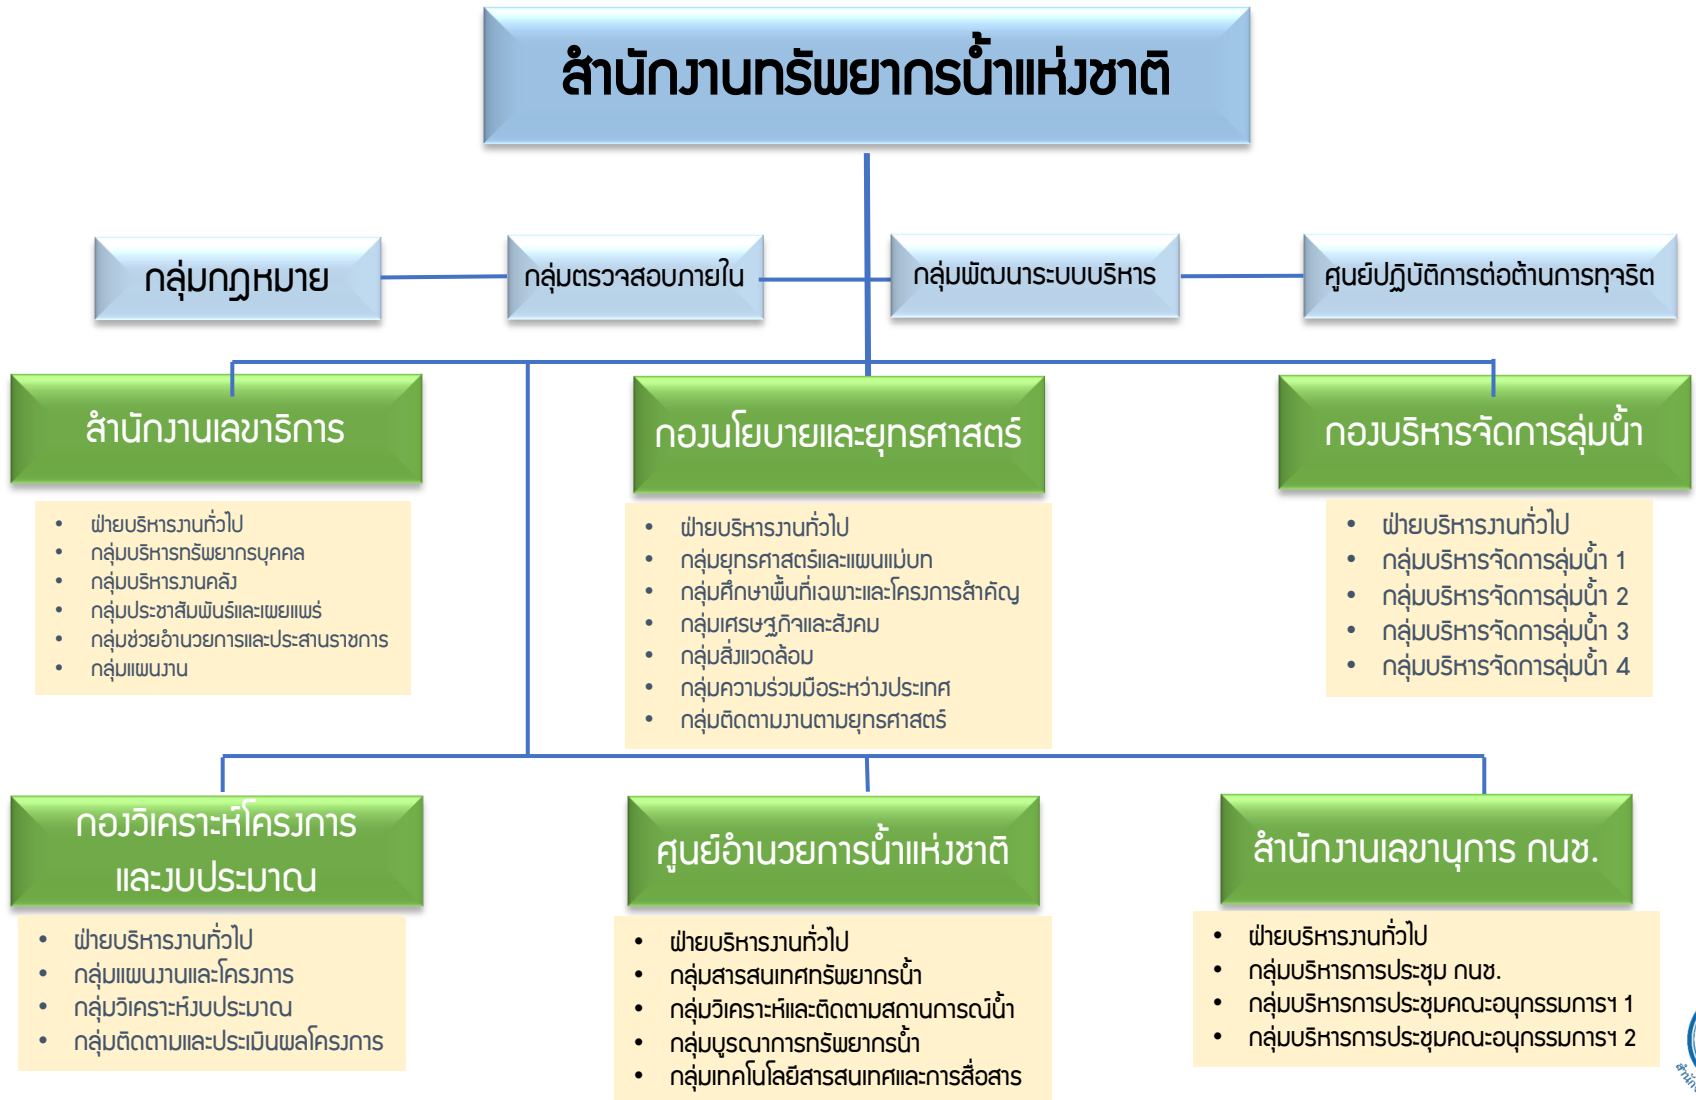 สำนักงานทรัพยากรน้ำแห่งชาติ
กลุ่มกฎหมาย
กลุ่มตรวจสอบภายใน
กลุ่มพัฒนาระบบบริหาร
ศูนย์ปฏิบัติการต่อต้านการทุจริต
สำนักงานเลขาธิการ
• ฝ่ายบริหารงานทั่วไป
• กลุ่มบริหารทรัพยากรบุคคล
• กลุ่มบริหารงานคลัง
• กลุ่มประชาสัมพันธ์และเผยแพร่
• กลุ่มช่วยอำนวยการและประสานราชการ
• กลุ่มแผนงาน
กองนโยบายและยุทธศาสตร์
• ฝ่ายบริหารงานทั่วไป
• กลุ่มยุทธศาสตร์และแผนแม่บท
• กลุ่มศึกษาพื้นที่เฉพาะและโครงการสำคัญ
• กลุ่มเศรษฐกิจและสังคม
• กลุ่มสิ่งแวดล้อม
• กลุ่มความร่วมมือระหว่างประเทศ
• กลุ่มติดตามงานตามยุทธศาสตร์
กองบริหารจัดการลุ่มน้ำ
• ฝ่ายบริหารงานทั่วไป
• กลุ่มบริหารจัดการลุ่มน้ำ 1
• กลุ่มบริหารจัดการลุ่มน้ำ 2
• กลุ่มบริหารจัดการลุ่มน้ำ 3
• กลุ่มบริหารจัดการลุ่มน้ำ 4
กองวิเคราะห์โครงการ
และงบประมาณ
• ฝ่ายบริหารงานทั่วไป
• กลุ่มแผนงานและโครงการ
• กลุ่มวิเคราะห์งบประมาณ
• กลุ่มติดตามและประเมินผลโครงการ
ศูนย์อำนวยการน้ำแห่งชาติ
• ฝ่ายบริหารงานทั่วไป
• กลุ่มสารสนเทศทรัพยากรน้ำ
• กลุ่มวิเคราะห์และติดตามสถานการณ์น้ำ
• กลุ่มบูรณาการทรัพยากรน้ำ
• กลุ่มเทคโนโลยีสารสนเทศและการสื่อสาร
สำนักงานเลขานุการ กนช.
• ฝ่ายบริหารงานทั่วไป
• กลุ่มบริหารการประชุม กนช.
• กลุ่มบริหารการประชุมคณะอนุกรรมการฯ 1
• กลุ่มบริหารการประชุมคณะอนุกรรมการฯ 2